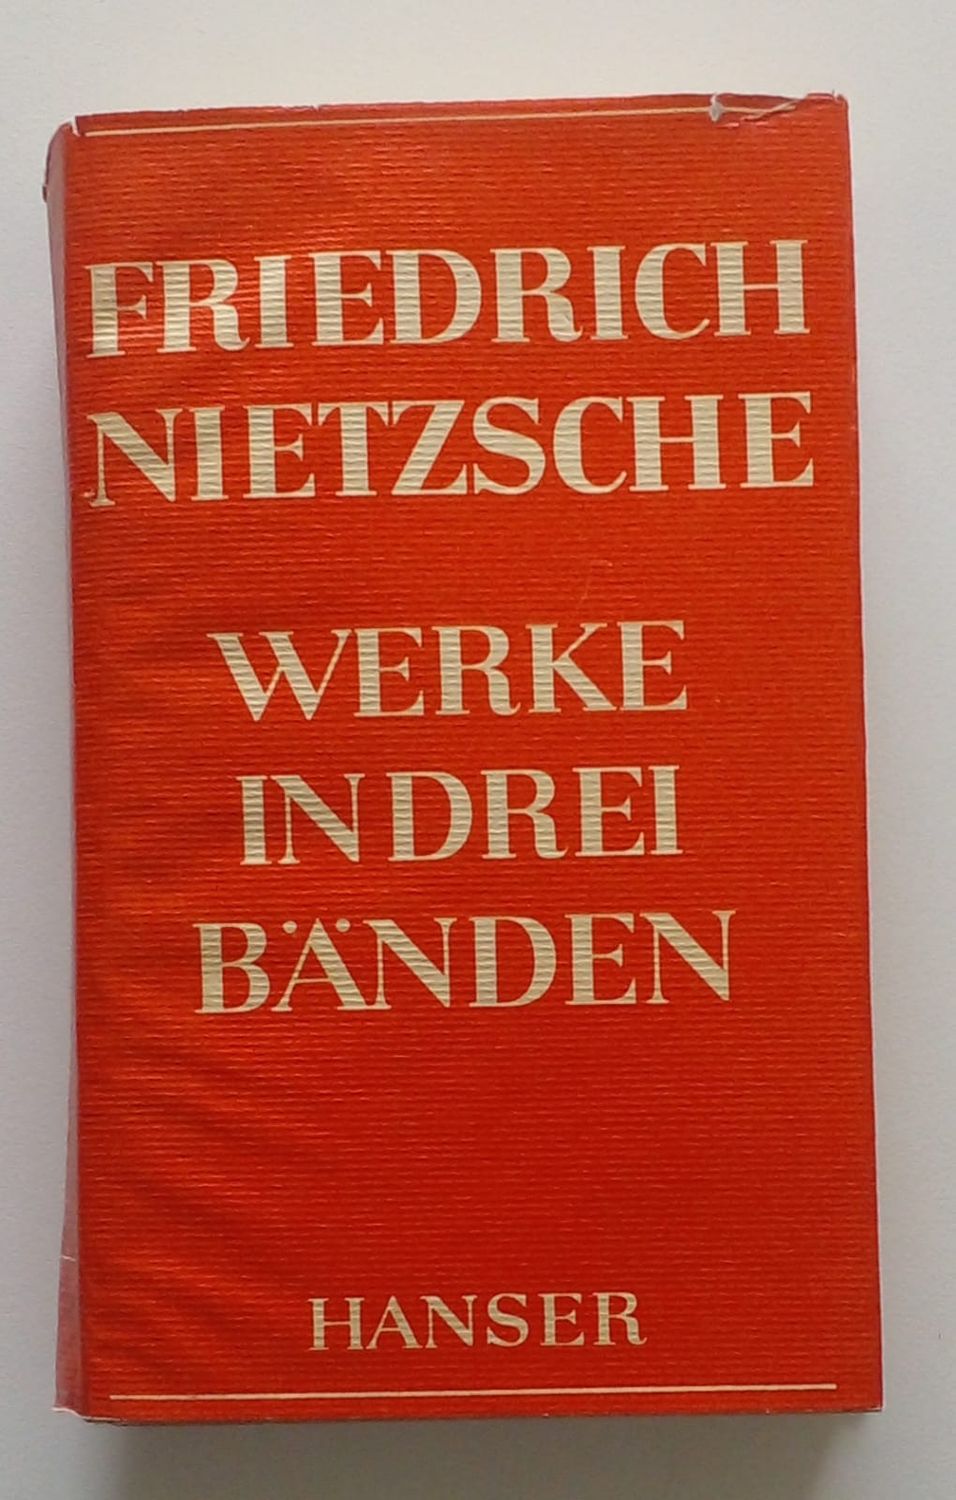 FRIEDRICH
NIETZSCHE
WERKE
IN DREI
BÄNDEN
HANSER